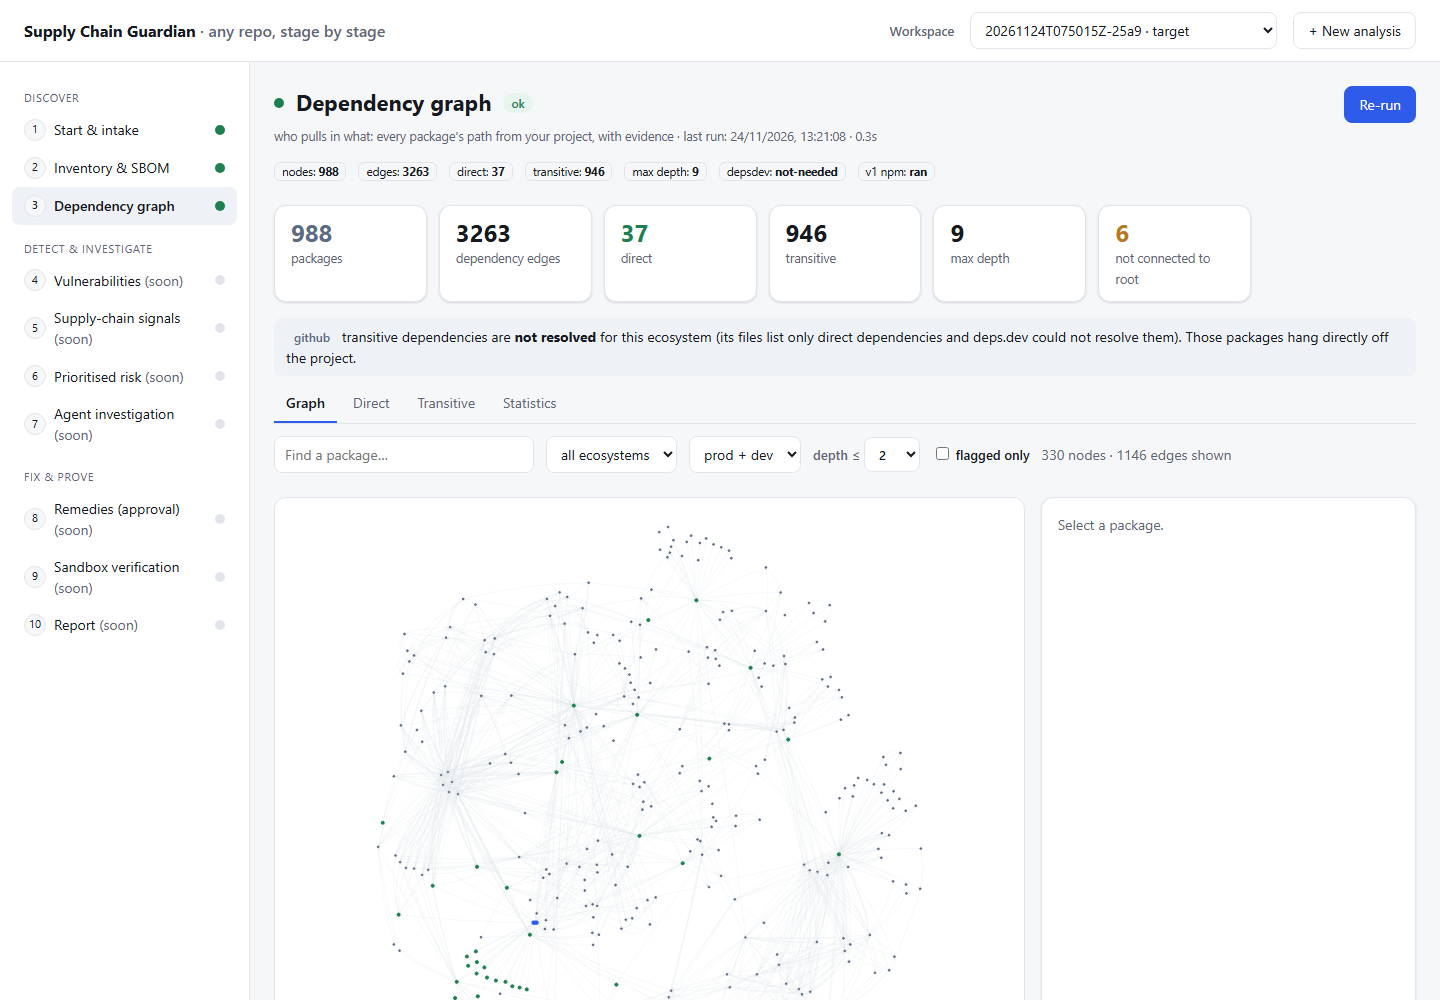 Supply Chain Guardian · any repo, stage by stage
Workspace
20261124T075015Z-25a9 · target
+ New analysis
DISCOVER
1 Start & intake
2 Inventory & SBOM
3 Dependency graph
DETECT & INVESTIGATE
4 Vulnerabilities (soon)
5 Supply-chain signals
(soon)
6 Prioritised risk (soon)
7 Agent investigation
(soon)
FIX & PROVE
8 Remedies (approval)
(soon)
9 Sandbox verification
(soon)
10 Report (soon)
Dependency graph ok
Re-run
who pulls in what: every package's path from your project, with evidence · last run: 24/11/2026, 13:21:08 · 0.3s
nodes: 988 edges: 3263 direct: 37 transitive: 946 max depth: 9 depsdev: not-needed v1 npm: ran
988
packages
3263
dependency edges
37
direct
946
transitive
9
max depth
6
not connected to
root
github transitive dependencies are not resolved for this ecosystem (its files list only direct dependencies and deps.dev could not resolve them). Those packages hang directly off
the project.
Graph Direct Transitive Statistics
Find a package... all ecosystems prod + dev depth ≤ 2 flagged only 330 nodes · 1146 edges shown
Select a package.